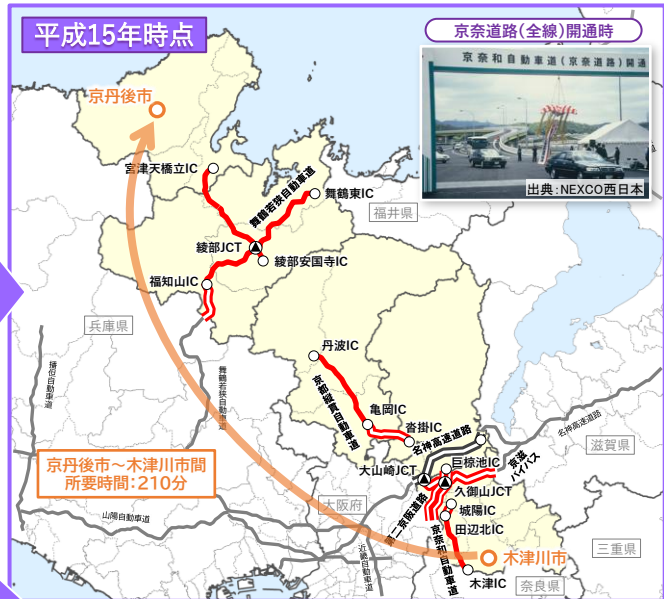 平成15年時点
京奈道路(全線)開通時
京奈和自動車道(京奈道路)開通
出典:NEXCO西日本
京丹後市
宮津天橋立IC
舞鶴若狭自動車道
舞鶴東IC
福井県
綾部JCT
綾部安国寺IC
福知山IC
兵庫県
播但自動車道
舞鶴若狭自動車道
丹波IC
京都縦貫自動車道
亀岡IC
沓掛IC
名神高速道路
名神高速道路
滋賀県
大山崎JCT
巨椋池IC
京滋バイパス
京丹後市~木津川市間
所要時間:210分
大阪府
第二京阪道路
久御山JCT
城陽IC
田辺北IC
山陽自動車道
近畿自動車道
京奈和自動車道
木津川市
三重県
木津IC
奈良県